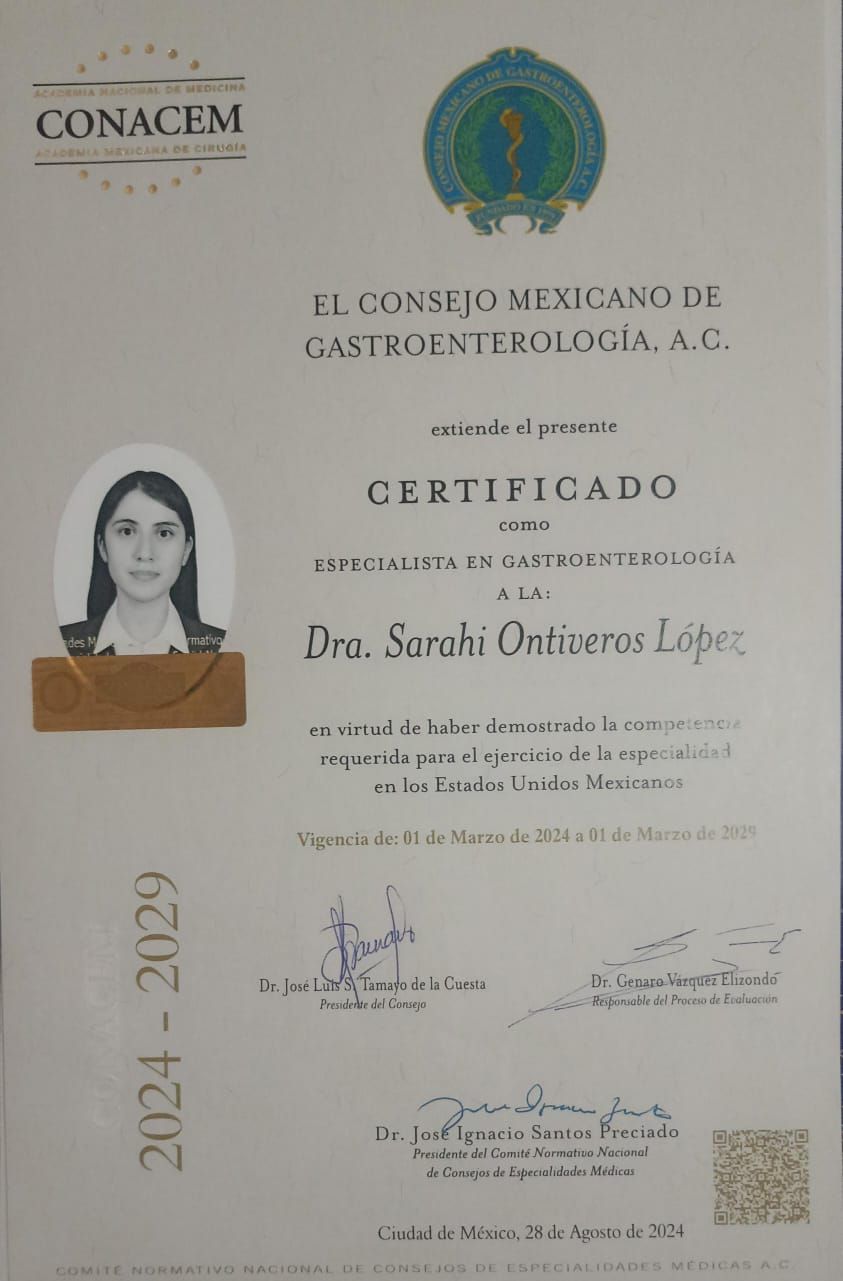 ACADEMIA NACIONAL DE MEDICINA
CONACEM
ACADEMIA MEXICANA DE CIRUGÍA
CONSEJO MEXICANO DE GASTROENTEROLOGÍA A.C.
FUNDADO EN
EL CONSEJO MEXICANO DE
GASTROENTEROLOGÍA, A.C.
extiende el presente
CERTIFICADO
como
ESPECIALISTA EN GASTROENTEROLOGÍA
A LA:
Dra. Sarahi Ontiveros López
des M
rmativo
en virtud de haber demostrado la competencia
requerida para el ejercicio de la especialidad
en los Estados Unidos Mexicanos
Vigencia de: 01 de Marzo de 2024 a 01 de Marzo de 2029
2024 - 2029
CONACEM
Dr. José Luis S. Tamayo de la Cuesta
Presidente del Consejo
Dr. Genaro Vázquez Elizondo
Responsable del Proceso de Evaluación
Dr. José Ignacio Santos Preciado
Presidente del Comité Normativo Nacional
de Consejos de Especialidades Médicas
Ciudad de México, 28 de Agosto de 2024
COMITÉ NORMATIVO NACIONAL DE CONSEJOS DE ESPECIALIDADES MÉDICAS A.C.